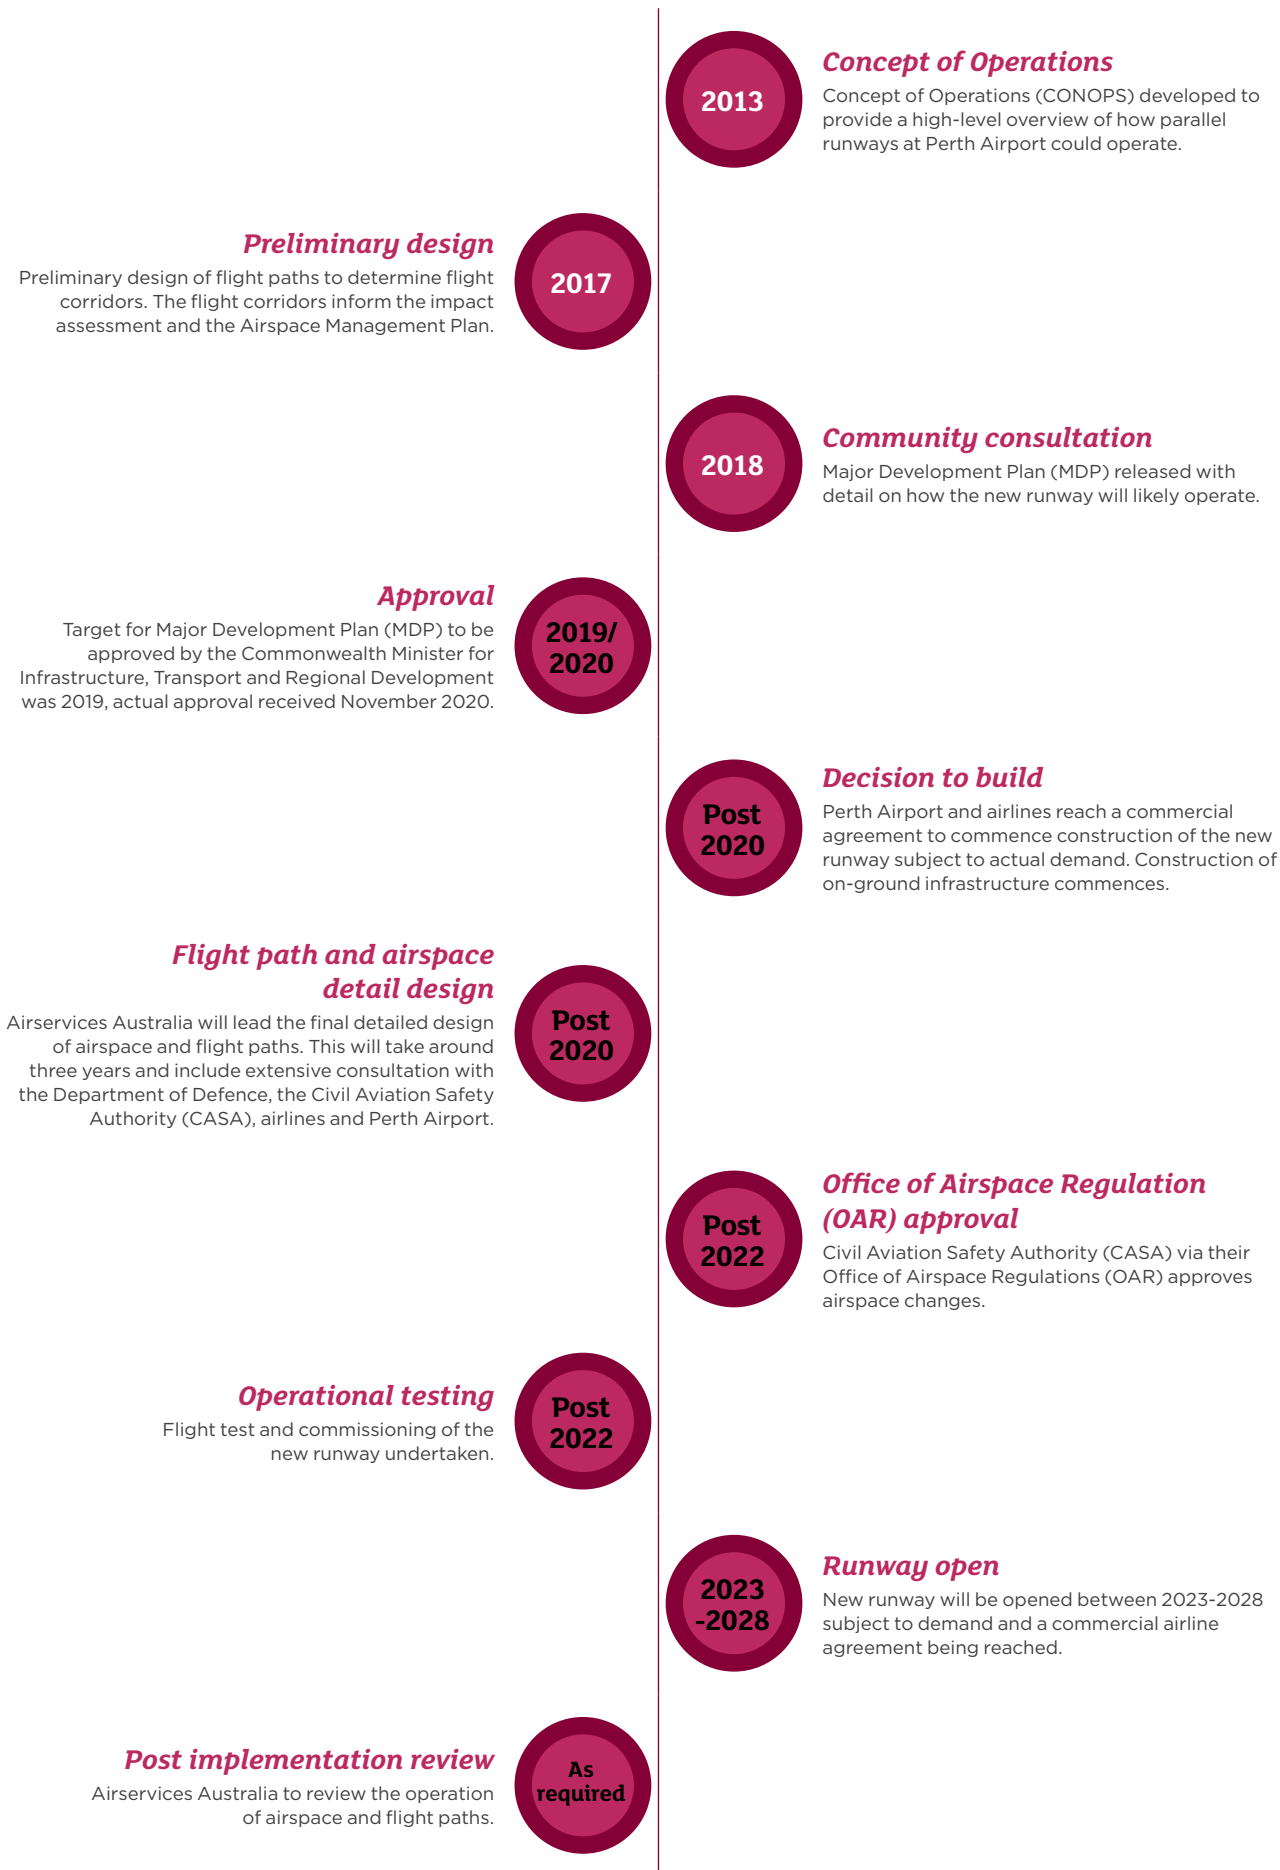 2013
Concept of Operations
Concept of Operations (CONOPS) developed to
provide a high-level overview of how parallel
runways at Perth Airport could operate.
Preliminary design
Preliminary design of flight paths to determine flight
corridors. The flight corridors inform the impact
assessment and the Airspace Management Plan.
2017
2018
Community consultation
Major Development Plan (MDP) released with
detail on how the new runway will likely operate.
Approval
Target for Major Development Plan (MDP) to be
approved by the Commonwealth Minister for
Infrastructure, Transport and Regional Development
was 2019, actual approval received November 2020.
2019/
2020
Post
2020
Decision to build
Perth Airport and airlines reach a commercial
agreement to commence construction of the new
runway subject to actual demand. Construction of
on-ground infrastructure commences.
Flight path and airspace
detail design
Airservices Australia will lead the final detailed design
of airspace and flight paths. This will take around
three years and include extensive consultation with
the Department of Defence, the Civil Aviation Safety
Authority (CASA), airlines and Perth Airport.
Post
2020
Post
2022
Office of Airspace Regulation
(OAR) approval
Civil Aviation Safety Authority (CASA) via their
Office of Airspace Regulations (OAR) approves
airspace changes.
Operational testing
Flight test and commissioning of the
new runway undertaken.
Post
2022
2023
-2028
Runway open
New runway will be opened between 2023-2028
subject to demand and a commercial airline
agreement being reached.
Post implementation review
Airservices Australia to review the operation
of airspace and flight paths.
As
required